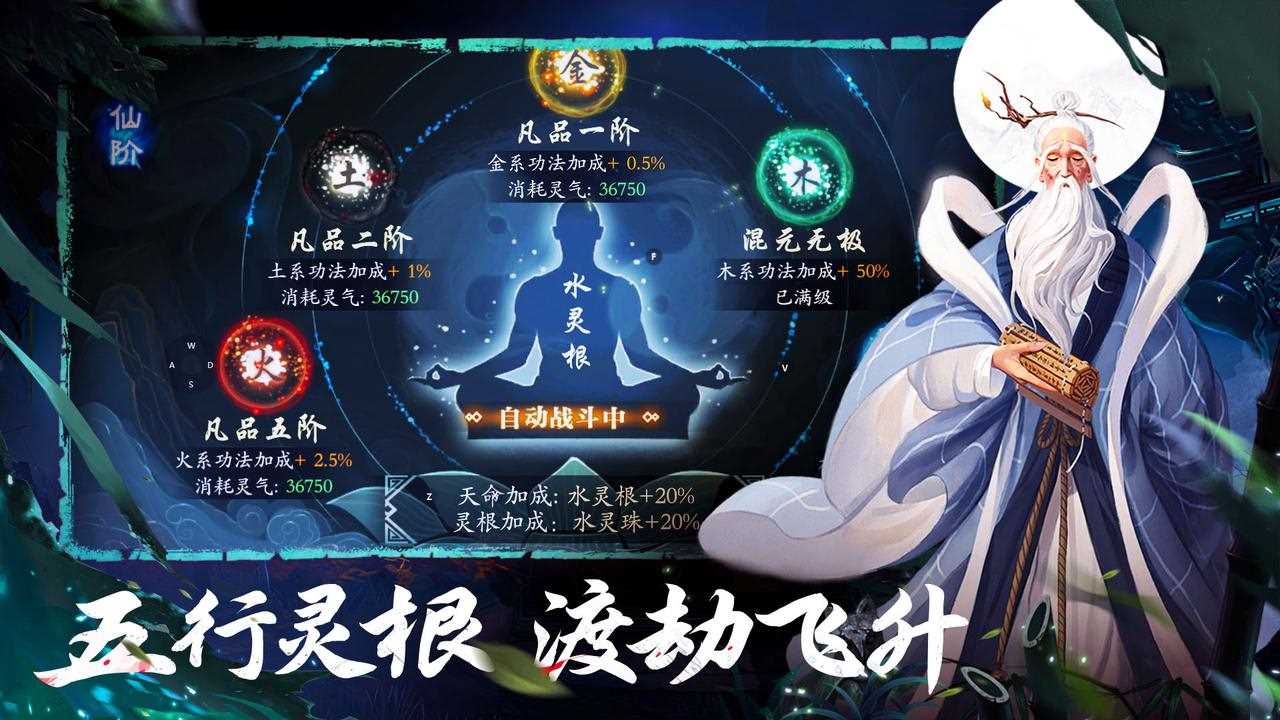 仙阶
金
凡品一阶
金系功法加成+ 0.5%
消耗灵气: 36750
土
凡品二阶
土系功法加成+ 1%
消耗灵气: 36750
木
混元无极
木系功法加成+ 50%
已满级
水灵根
F
W
A D
S
火
凡品五阶
火系功法加成+ 2.5%
消耗灵气: 36750
V
自动战斗中
Z
天命加成: 水灵根+20%
灵根加成: 水灵珠+20%
五行灵根 渡劫飞升